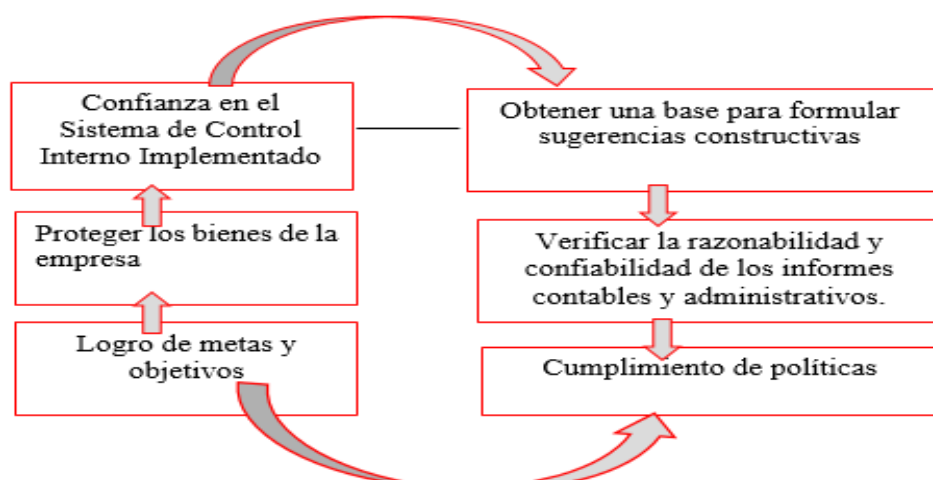 Confianza en el
Sistema de Control
Interno Implementado
Proteger los bienes de la
empresa
Logro de metas y
objetivos
Obtener una base para formular
sugerencias constructivas
Verificar la razonabilidad y
confiabilidad de los informes
contables y administrativos.
Cumplimiento de políticas